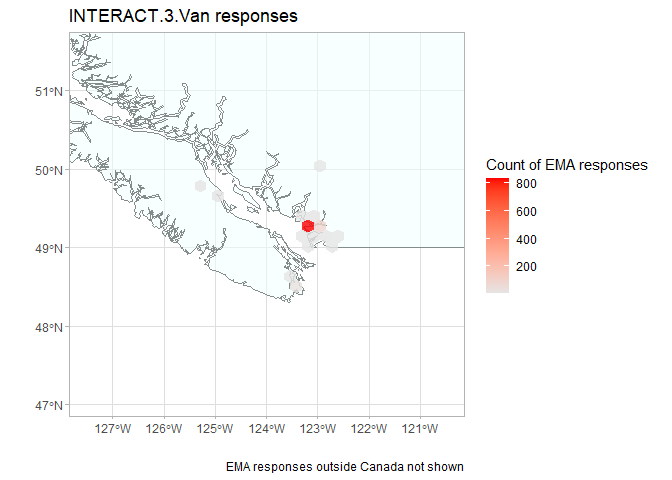 INTERACT.3.Van responses
51°N
50°N
49°N
48°N
47°N
127°W
126°W
125°W
124°W
123°W
122°W
121°W
Count of EMA responses
800
600
400
200
EMA responses outside Canada not shown